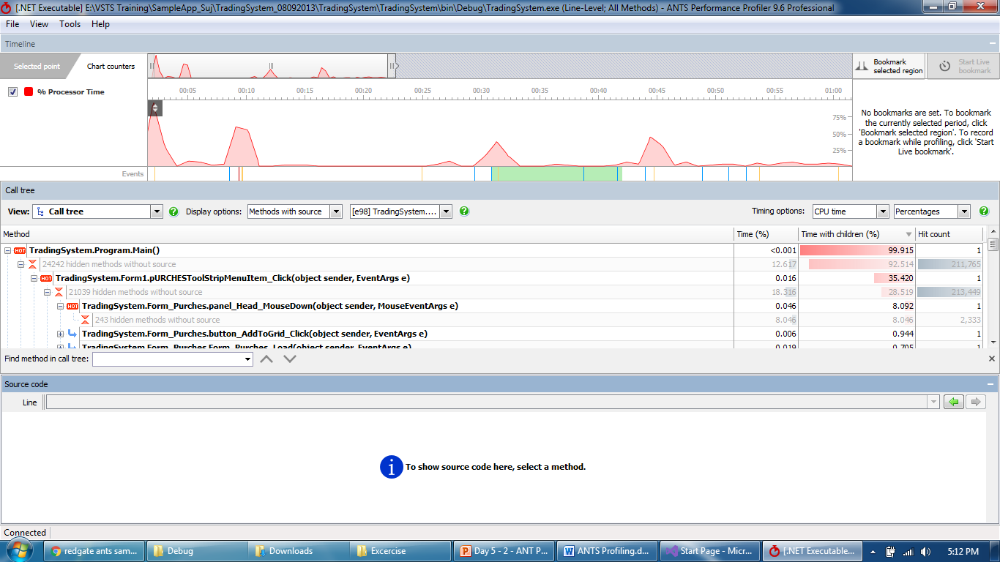 [.NET Executable] E:\VSTS Training\SampleApp_Suj\TradingSystem_08092013\TradingSystem\TradingSystem\bin\Debug\TradingSystem.exe (Line-Level; All Methods) - ANTS Performance Profiler 9.6 Professional
File View Tools Help
Timeline
Selected point Chart counters
Bookmark selected region
Start Live bookmark
% Processor Time
00:05 00:10 00:15 00:20 00:25 00:30 00:35 00:40 00:45 00:50 00:55 01:00
75%
50%
25%
No bookmarks are set. To bookmark
the currently selected period, click
'Bookmark selected region'. To record
a bookmark while profiling, click 'Start
Live bookmark'.
Events
Call tree
View: Call tree Display options: Methods with source [e98] TradingSystem.... Timing options: CPU time Percentages
Method Time (%) Time with children (%) Hit count
HOT TradingSystem.Program.Main() <0.001 99.915 1
24242 hidden methods without source 12.617 92.514 211,765
HOT TradingSystem.Form1.pURCHESToolStripMenuItem_Click(object sender, EventArgs e) 0.016 35.420 1
21039 hidden methods without source 18.316 28.519 213,449
HOT TradingSystem.Form_Purches.panel_Head_MouseDown(object sender, MouseEventArgs e) 0.046 8.092 1
243 hidden methods without source 8.046 8.046 2,333
TradingSystem.Form_Purches.button_AddToGrid_Click(object sender, EventArgs e) 0.006 0.944 1
TradingSystem.Form_Purches.Form_Purches_Load(object sender, EventArgs e) 0.019 0.705 1
Find method in call tree:
Source code
Line
i To show source code here, select a method.
Connected
redgate ants sam... Debug Downloads Excercise Day 5 - 2 - ANT P... ANTS Profiling.d... Start Page - Micr... [.NET Executable... 5:12 PM